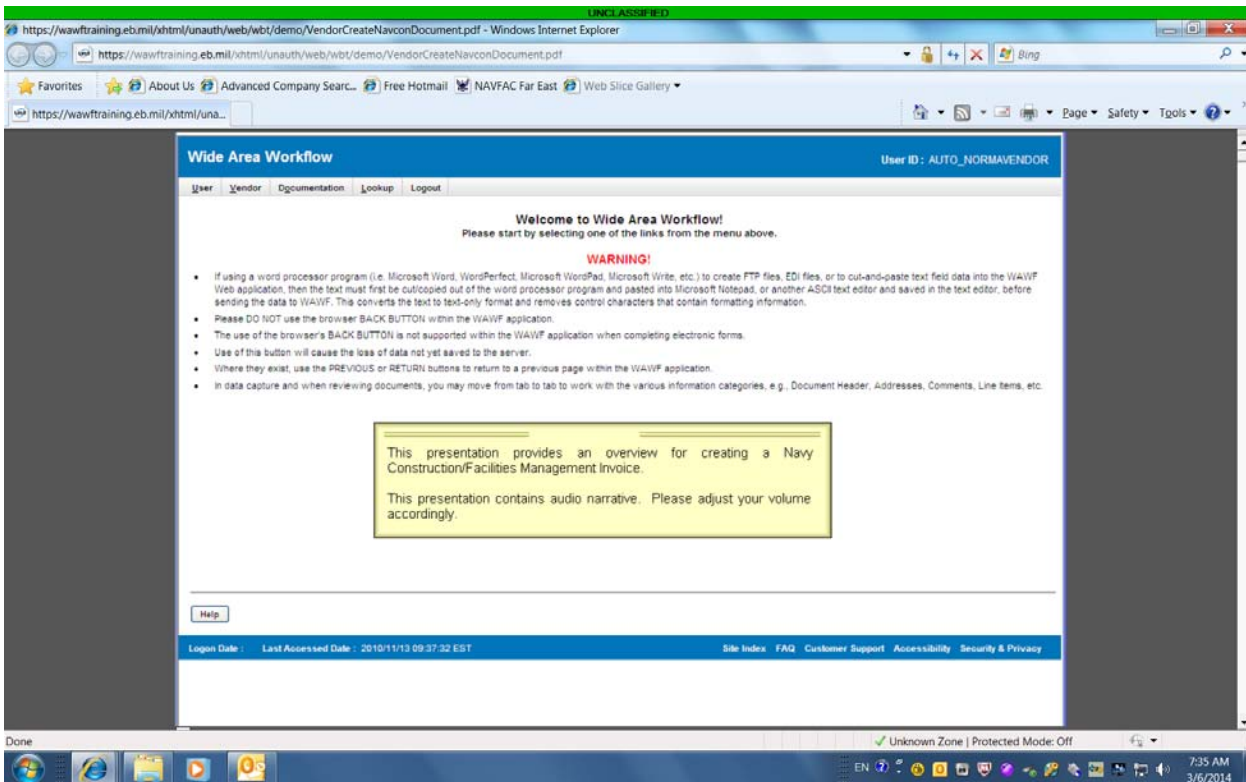 UNCLASSIFIED
https://wawftraining.eb.mil/xhtml/unauth/web/wbt/demo/VendorCreateNavconDocument.pdf - Windows Internet Explorer
https://wawftraining.eb.mil/xhtml/unauth/web/wbt/demo/VendorCreateNavconDocument.pdf Bing
Favorites About Us Advanced Company Searc... Free Hotmail NAVFAC Far East Web Slice Gallery
https://wawftraining.eb.mil/xhtml/una... Page Safety Tools
Wide Area Workflow User ID : AUTO_NORMAVENDOR
User Vendor Documentation Lookup Logout
Welcome to Wide Area Workflow!
Please start by selecting one of the links from the menu above.
WARNING!
• If using a word processor program (i.e. Microsoft Word, WordPerfect, Microsoft WordPad, Microsoft Write, etc.) to create FTP files, EDI files, or to cut-and-paste text field data into the WAWF
Web application, then the text must first be cut/copied out of the word processor program and pasted into Microsoft Notepad, or another ASCII text editor and saved in the text editor, before
sending the data to WAWF. This converts the text to text-only format and removes control characters that contain formatting information.
• Please DO NOT use the browser BACK BUTTON within the WAWF application.
• The use of the browser's BACK BUTTON is not supported within the WAWF application when completing electronic forms.
• Use of this button will cause the loss of data not yet saved to the server.
• Where they exist, use the PREVIOUS or RETURN buttons to return to a previous page within the WAWF application.
• In data capture and when reviewing documents, you may move from tab to tab to work with the various information categories, e.g., Document Header, Addresses, Comments, Line Items, etc.
This presentation provides an overview for creating a Navy
Construction/Facilities Management Invoice.
This presentation contains audio narrative. Please adjust your volume
accordingly.
Help
Logon Date : Last Accessed Date : 2010/11/13 09:37:32 EST Site Index FAQ Customer Support Accessibility Security & Privacy
Done Unknown Zone | Protected Mode: Off
EN 7:35 AM
3/6/2014